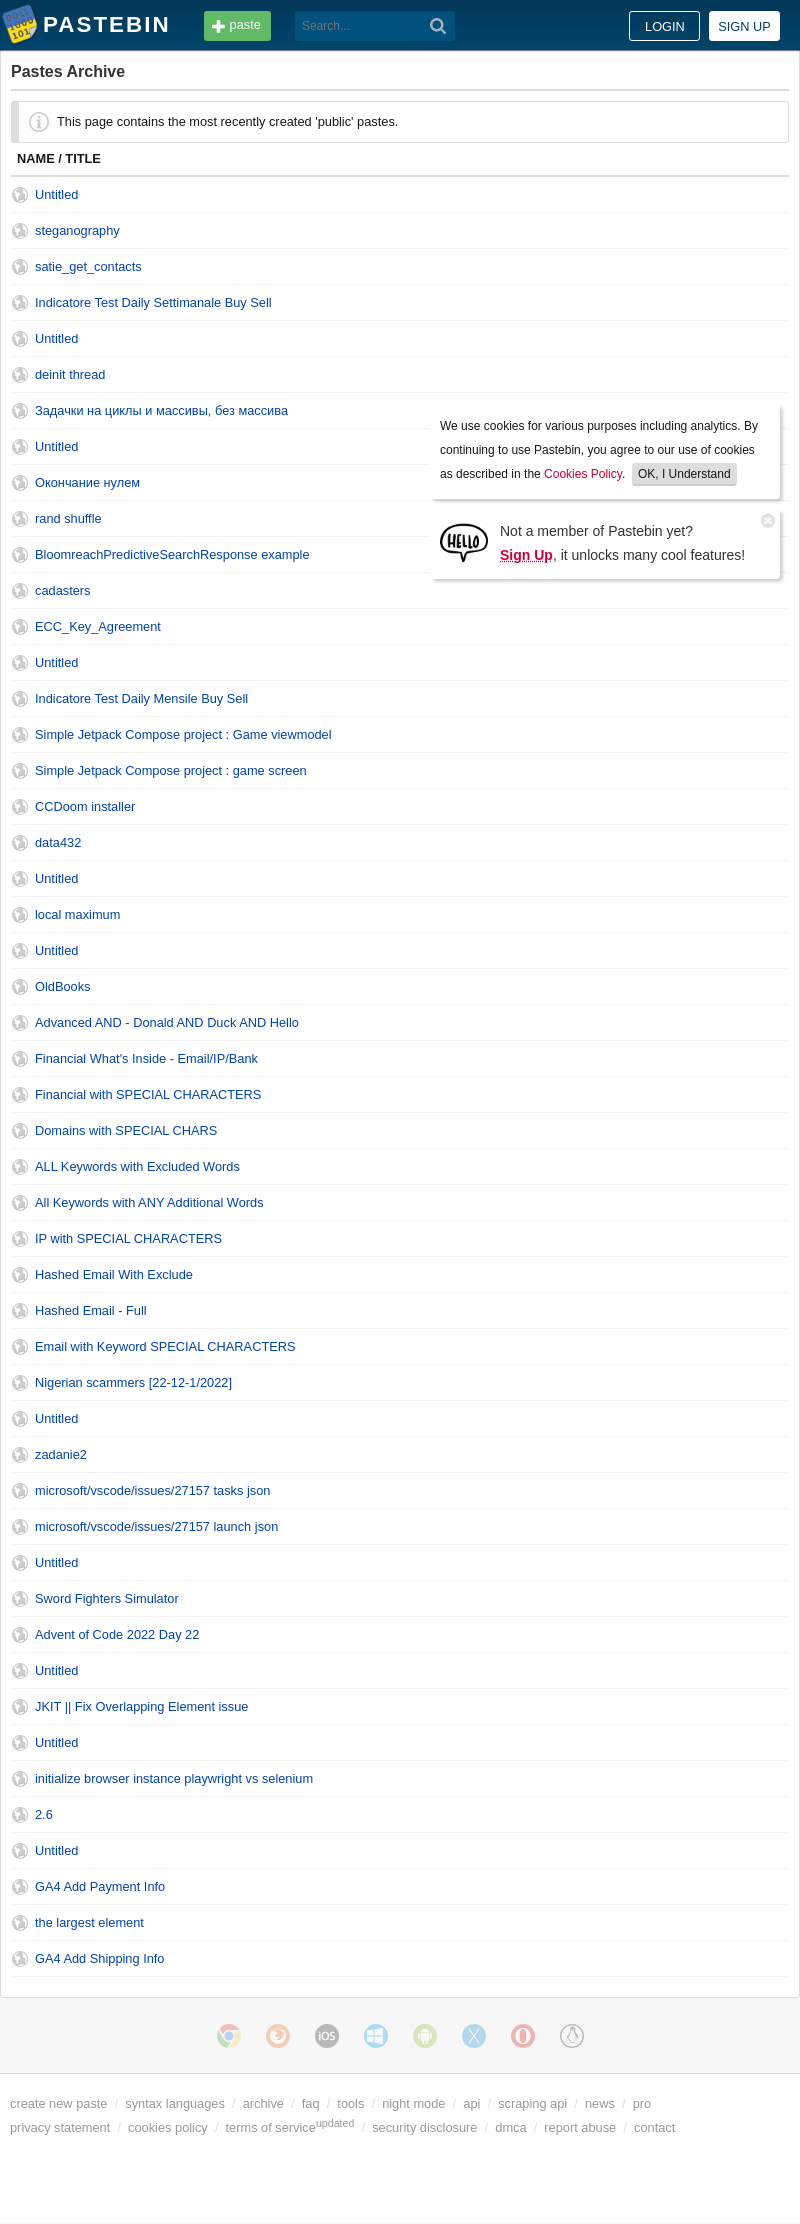 PASTEBIN paste Search... LOGIN SIGN UP
Pastes Archive
This page contains the most recently created 'public' pastes.
NAME / TITLE
Untitled
steganography
satie_get_contacts
Indicatore Test Daily Settimanale Buy Sell
Untitled
deinit thread
Задачки на циклы и массивы, без массива
Untitled
Окончание нулем
rand shuffle
BloomreachPredictiveSearchResponse example
We use cookies for various purposes including analytics. By
continuing to use Pastebin, you agree to our use of cookies
as described in the Cookies Policy. OK, I Understand
HELLO
Not a member of Pastebin yet?
Sign Up, it unlocks many cool features!
cadasters
ECC_Key_Agreement
Untitled
Indicatore Test Daily Mensile Buy Sell
Simple Jetpack Compose project : Game viewmodel
Simple Jetpack Compose project : game screen
CCDoom installer
data432
Untitled
local maximum
Untitled
OldBooks
Advanced AND - Donald AND Duck AND Hello
Financial What's Inside - Email/IP/Bank
Financial with SPECIAL CHARACTERS
Domains with SPECIAL CHARS
ALL Keywords with Excluded Words
All Keywords with ANY Additional Words
IP with SPECIAL CHARACTERS
Hashed Email With Exclude
Hashed Email - Full
Email with Keyword SPECIAL CHARACTERS
Nigerian scammers [22-12-1/2022]
Untitled
zadanie2
microsoft/vscode/issues/27157 tasks json
microsoft/vscode/issues/27157 launch json
Untitled
Sword Fighters Simulator
Advent of Code 2022 Day 22
Untitled
JKIT || Fix Overlapping Element issue
Untitled
initialize browser instance playwright vs selenium
2.6
Untitled
GA4 Add Payment Info
the largest element
GA4 Add Shipping Info
iOS
create new paste / syntax languages / archive / faq / tools / night mode / api / scraping api / news / pro
privacy statement / cookies policy / terms of service updated / security disclosure / dmca / report abuse / contact